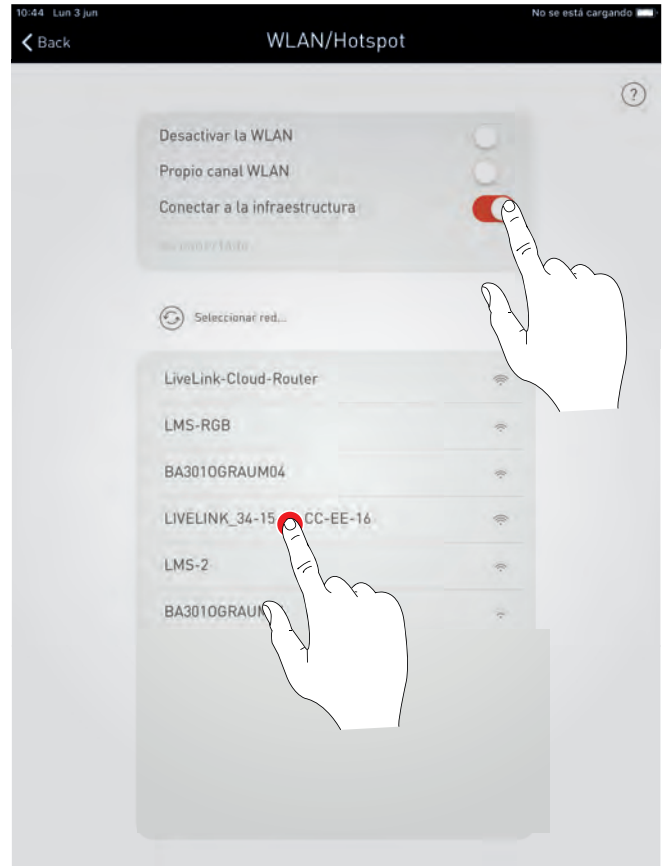 10:44 Lun 3 jun
No se está cargando
Back
WLAN/Hotspot
?
Desactivar la WLAN
Propio canal WLAN
Conectar a la infraestructura
Seleccionar red...
LiveLink-Cloud-Router
LMS-RGB
BA3010GRAUM04
LIVELINK_34-15 CC-EE-16
LMS-2